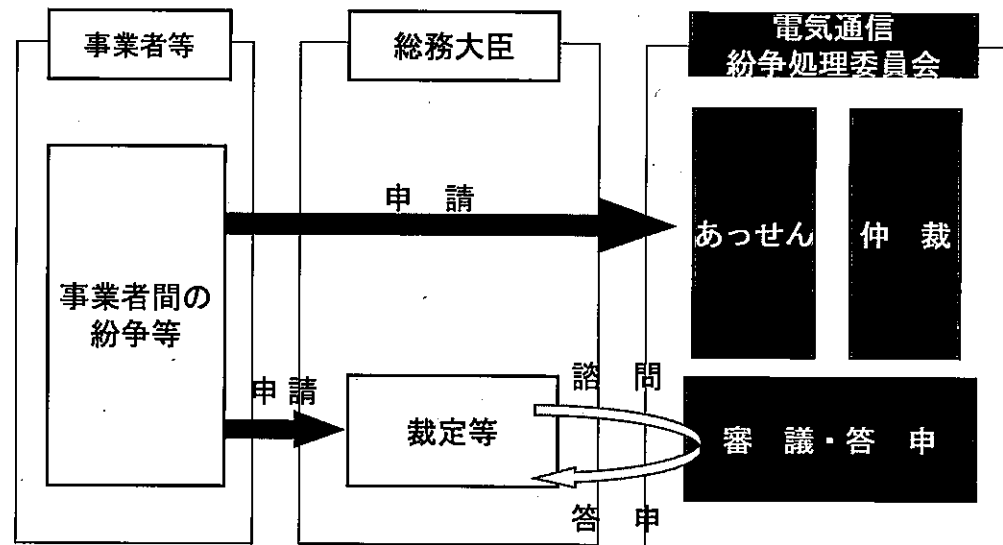 事業者等
総務大臣
電気通信
紛争処理委員会
申 請
あっせん
仲 裁
事業者間の
紛争等
申 請
諮 問
裁定等
審 議・答 申
答 申